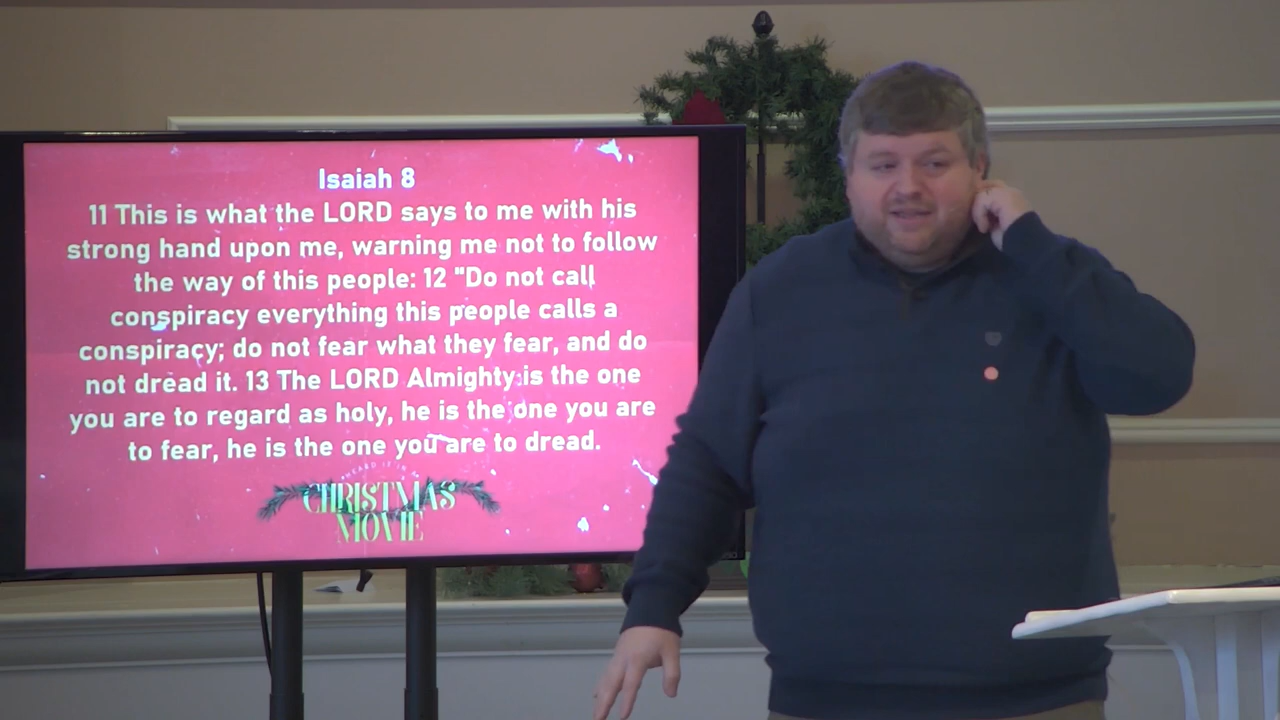 Isaiah 8
11 This is what the LORD says to me with his
strong hand upon me, warning me not to follow
the way of this people: 12 "Do not call
conspiracy everything this people calls a
conspiracy; do not fear what they fear, and do
not dread it. 13 The LORD Almighty is the one
you are to regard as holy, he is the one you are
to fear, he is the one you are to dread.
HEARD IT IN A
CHRISTMAS
MOVIE